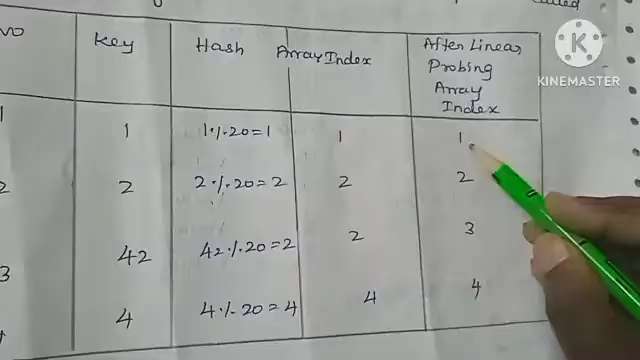 No Key Hash Array Index After Linear
Probing
Array
Index
1 1 1 % 20 = 1 1 1
2 2 2 % 20 = 2 2 2
3 42 42 % 20 = 2 2 3
4 4 % 20 = 4 4 4
K
KINEMASTER